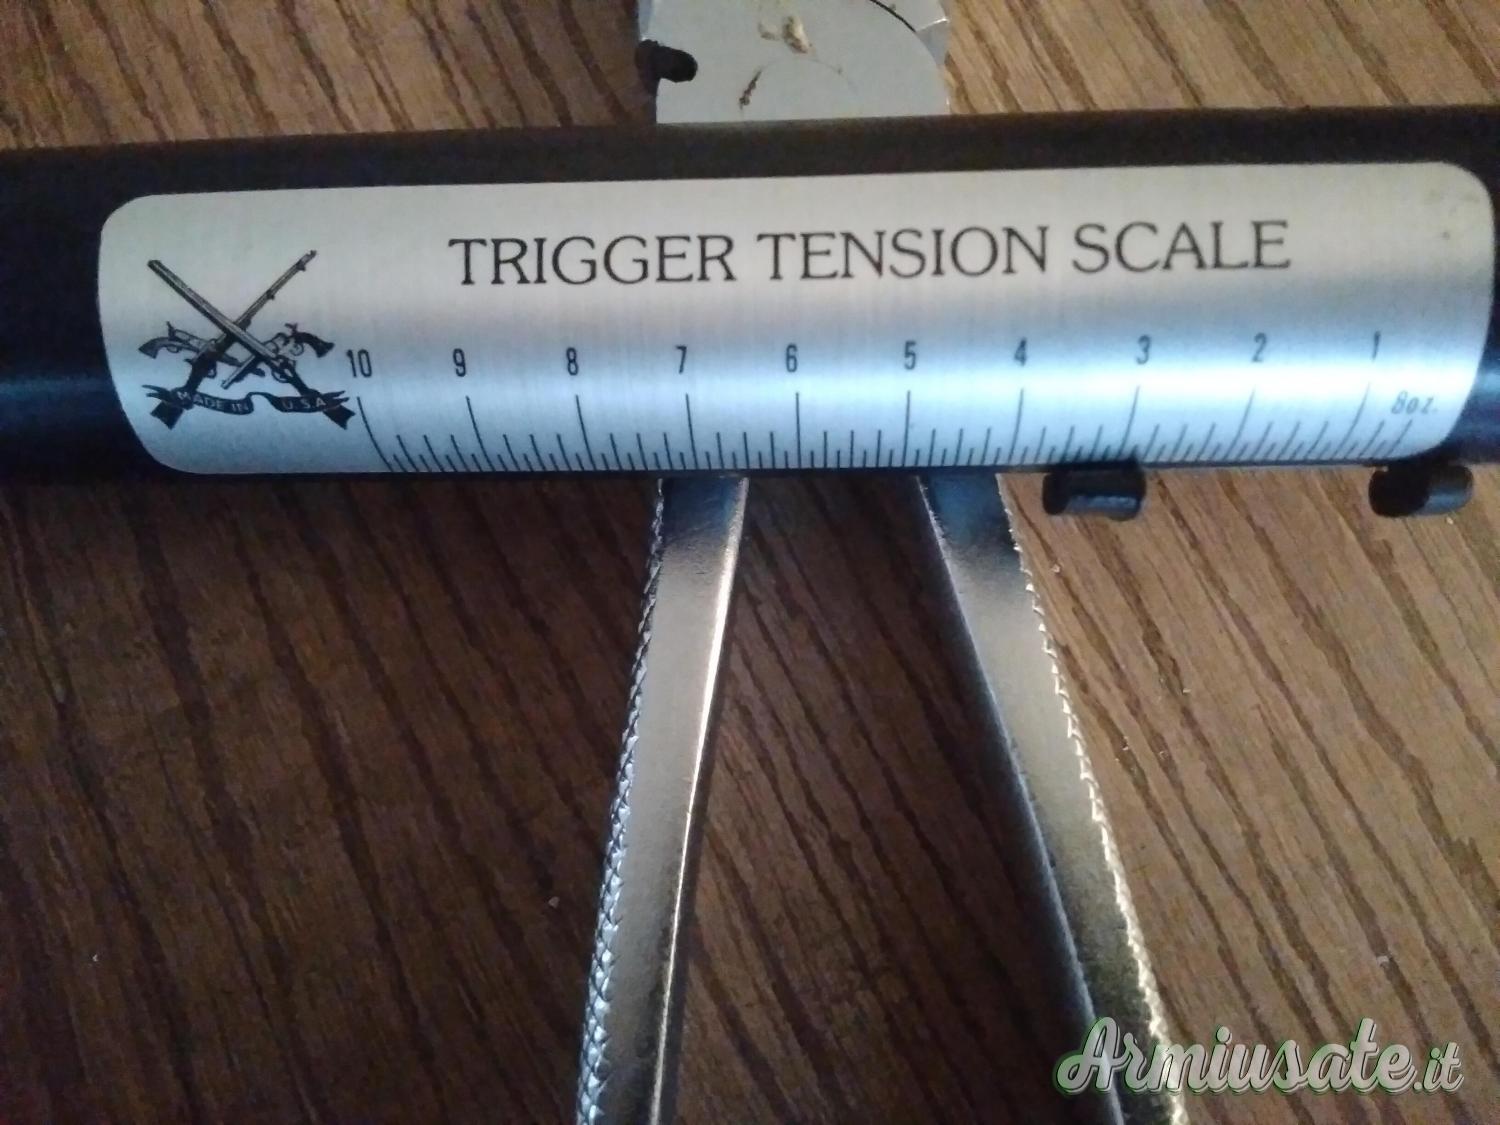 TRIGGER TENSION SCALE
10 9 8 7 6 5 4 3 2 1
8oz.
MADE IN U.S.A.
Armiusate.it